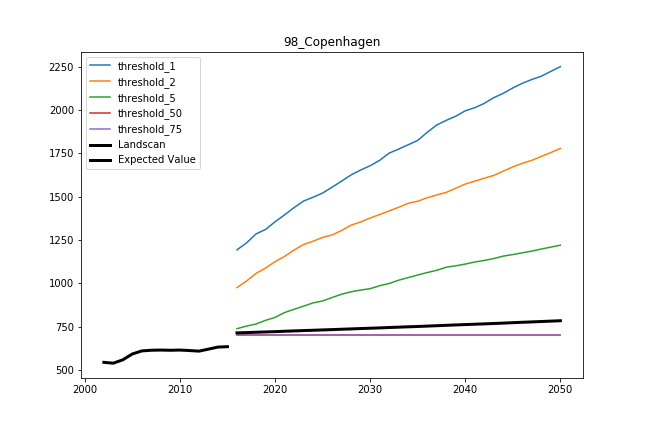 98_Copenhagen
threshold_1
threshold_2
threshold_5
threshold_50
threshold_75
Landscan
Expected Value
2250
2000
1750
1500
1250
1000
750
500
2000 2010 2020 2030 2040 2050